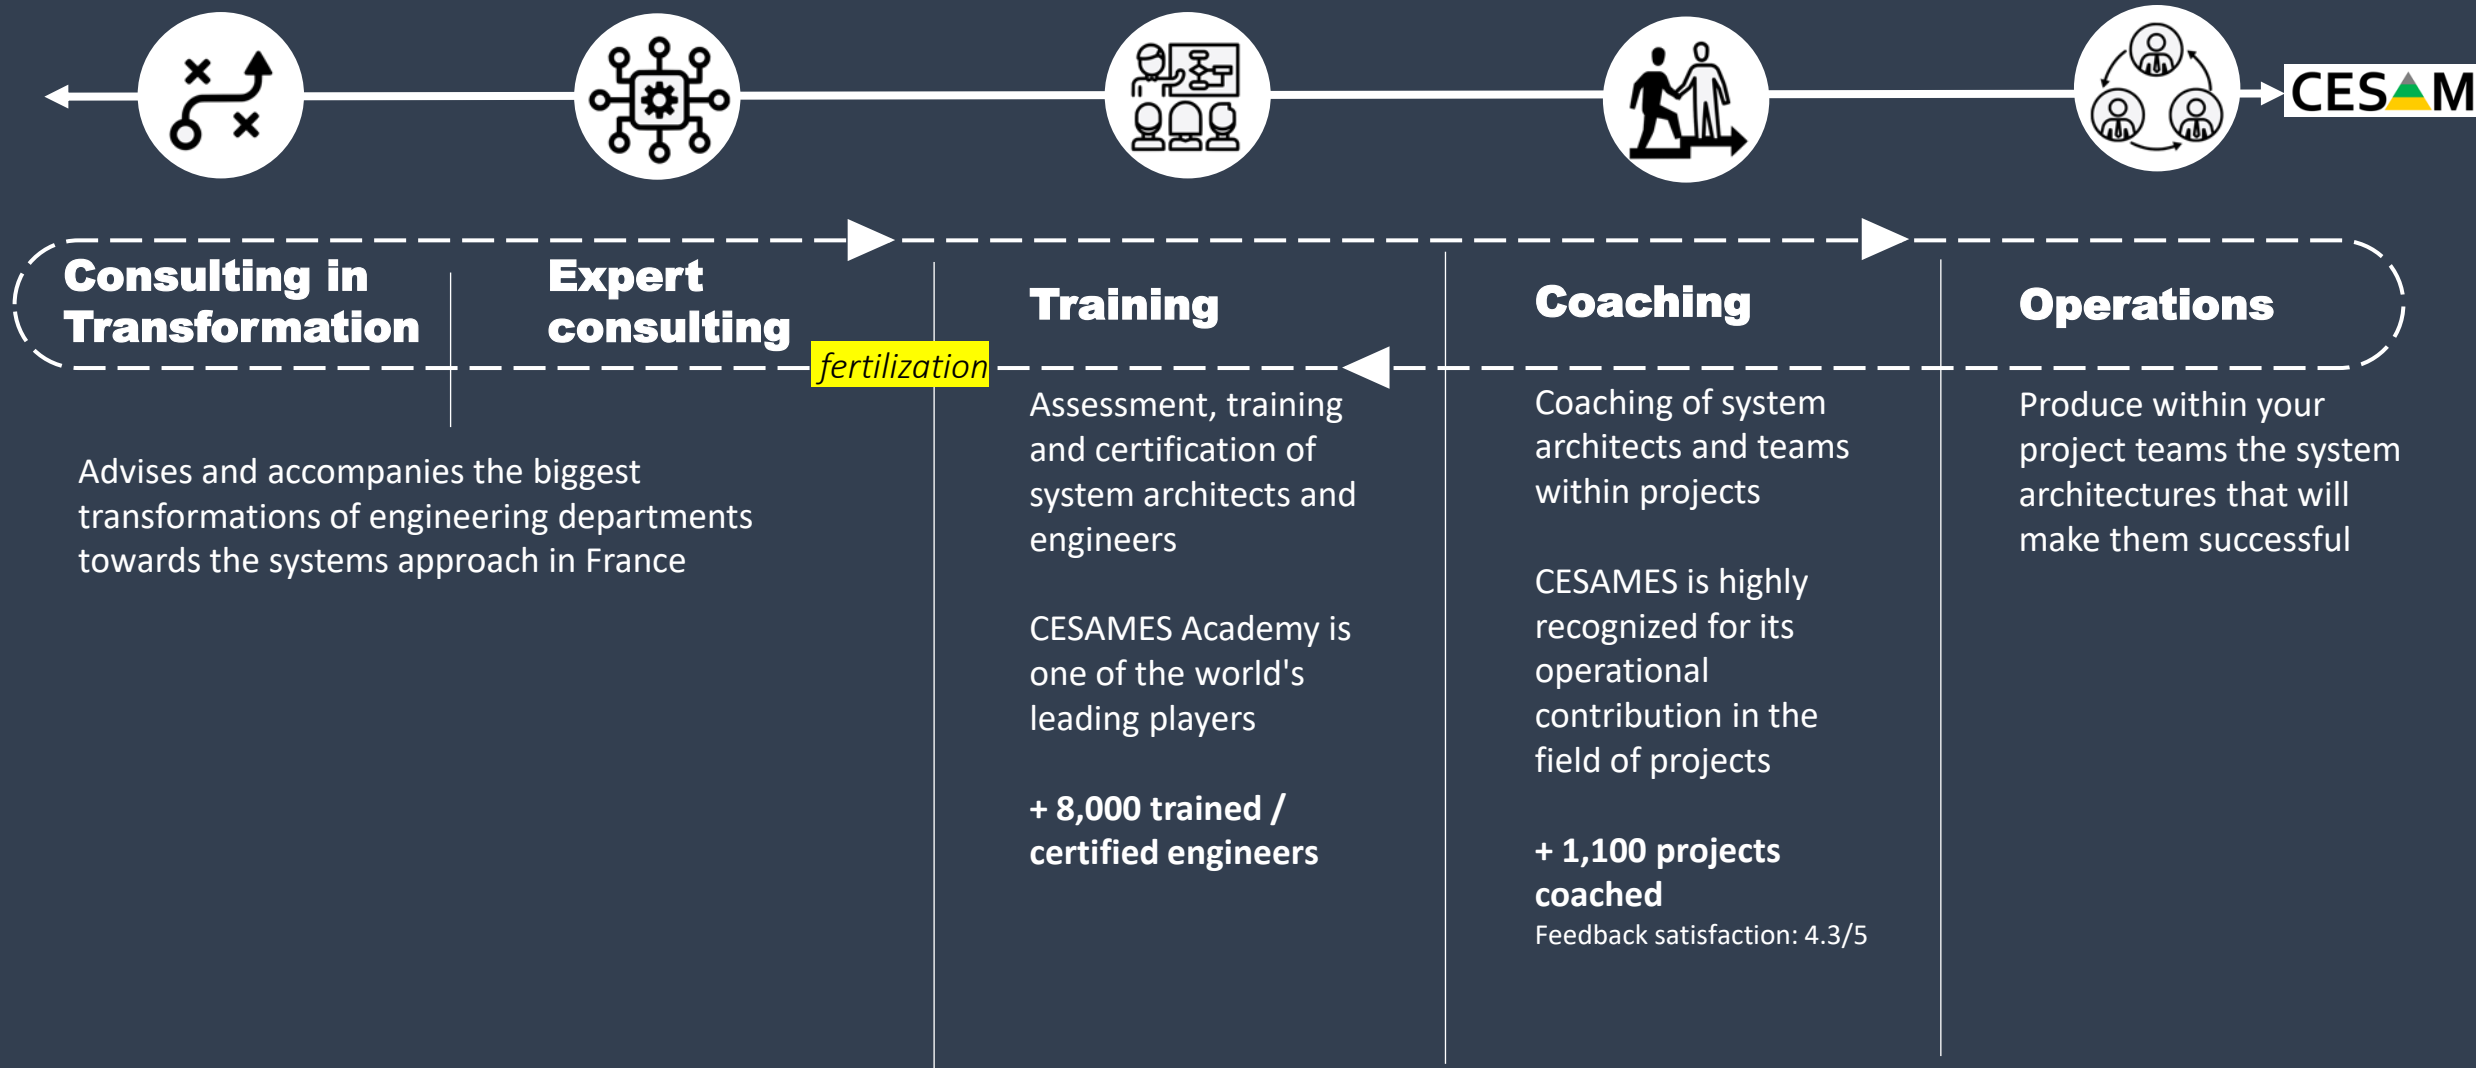 CESAM
Consulting in
Transformation
Expert
consulting
Training
Coaching
Operations
fertilization
Advises and accompanies the biggest
transformations of engineering departments
towards the systems approach in France
Assessment, training
and certification of
system architects and
engineers
CESAMES Academy is
one of the world's
leading players
+ 8,000 trained /
certified engineers
Coaching of system
architects and teams
within projects
CESAMES is highly
recognized for its
operational
contribution in the
field of projects
+ 1,100 projects
coached
Feedback satisfaction: 4.3/5
Produce within your
project teams the system
architectures that will
make them successful